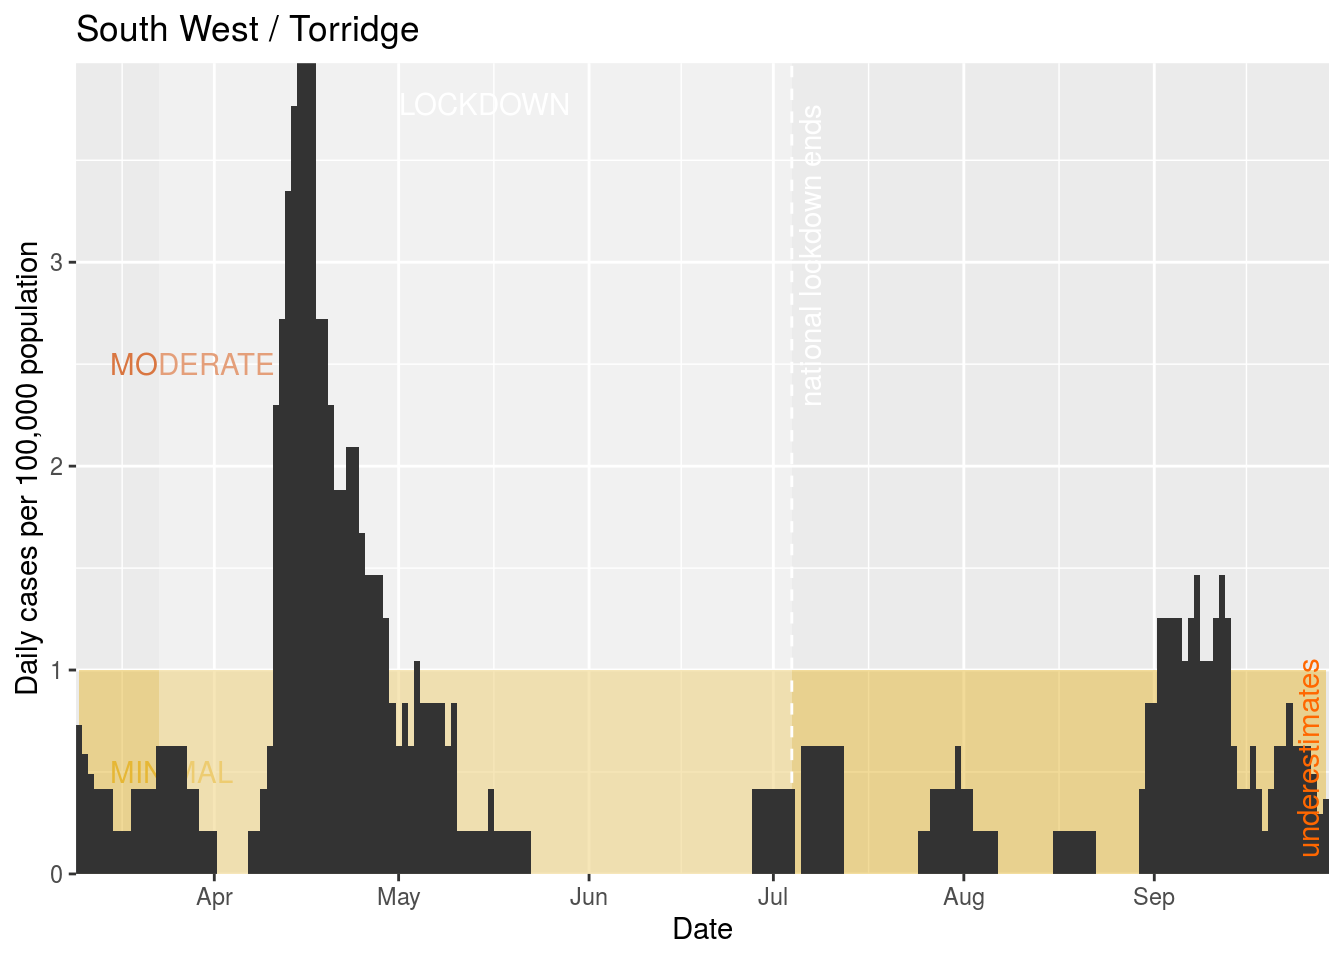 South West / Torridge
LOCKDOWN
national lockdown ends
MODERATE
MINIMAL
underestimates
Daily cases per 100,000 population
3
2
1
0
Apr May Jun Jul Aug Sep
Date